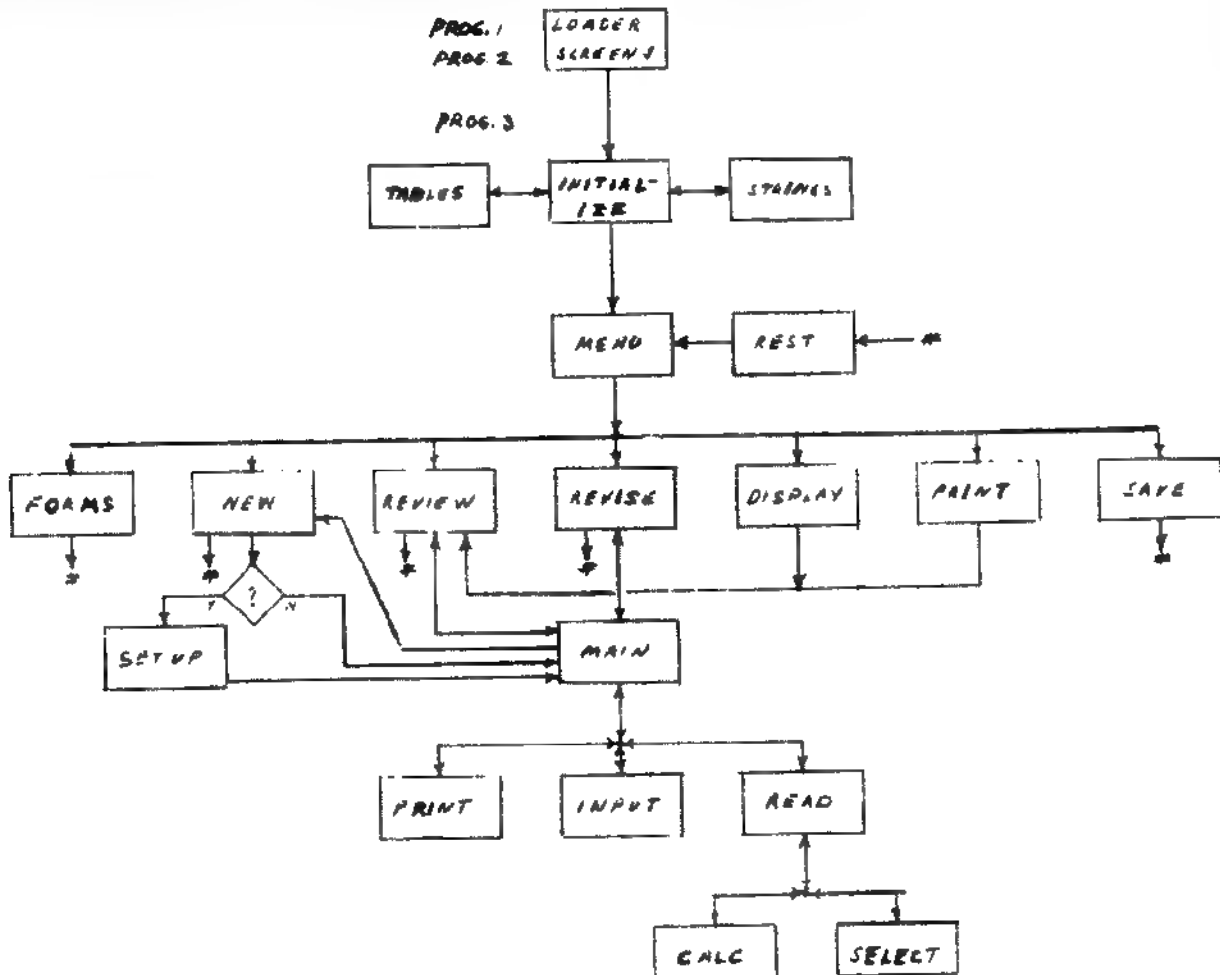 PROG. 1
LOADER
PROG. 2
SCREENS
PROG. 3
TABLES
INITIAL-
IZE
STRINGS
MENU
REST
*
FORMS
NEW
REVIEW
REVISE
DISPLAY
PRINT
SAVE
*
*
*
*
*
?
Y
N
SET UP
MAIN
PRINT
INPUT
READ
CALC
SELECT